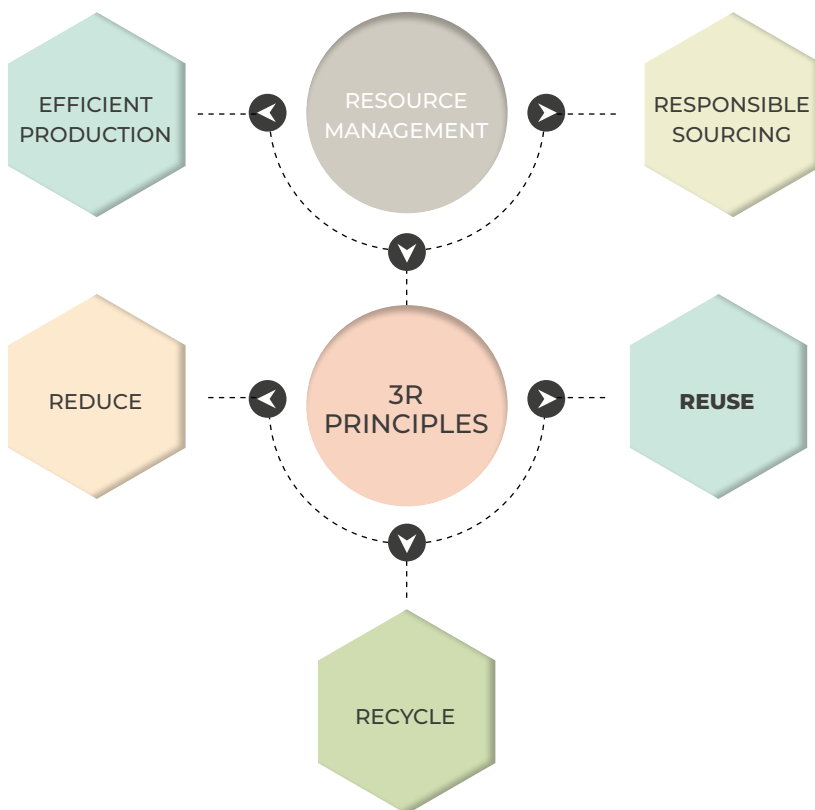 EFFICIENT
PRODUCTION
RESOURCE
MANAGEMENT
RESPONSIBLE
SOURCING
REDUCE
3R
PRINCIPLES
REUSE
RECYCLE